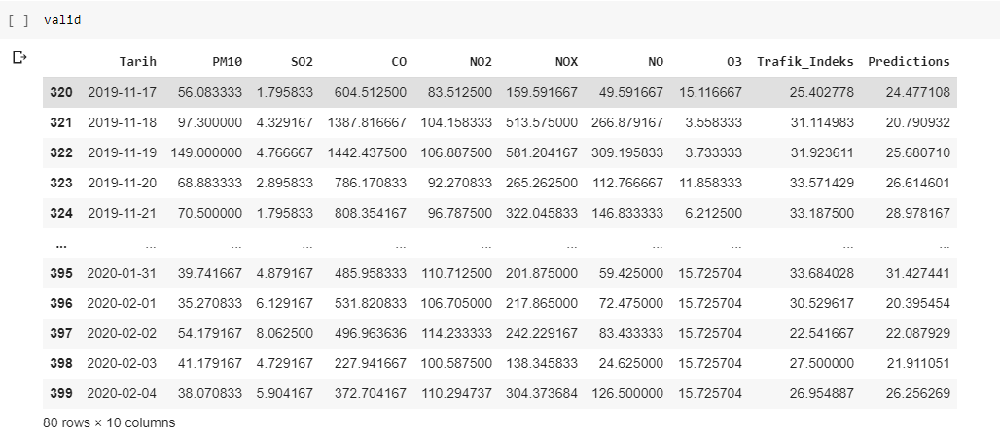 [ ] valid
Tarih PM10 SO2 CO NO2 NOX NO O3 Trafik_Indeks Predictions
320 2019-11-17 56.083333 1.795833 604.512500 83.512500 159.591667 49.591667 15.116667 25.402778 24.477108
321 2019-11-18 97.300000 4.329167 1387.816667 104.158333 513.575000 266.879167 3.558333 31.114983 20.790932
322 2019-11-19 149.000000 4.766667 1442.437500 106.887500 581.204167 309.195833 3.733333 31.923611 25.680710
323 2019-11-20 68.883333 2.895833 786.170833 92.270833 265.262500 112.766667 11.858333 33.571429 26.614601
324 2019-11-21 70.500000 1.795833 808.354167 96.787500 322.045833 146.833333 6.212500 33.187500 28.978167
... ... ... ... ... ... ... ... ... ... ...
395 2020-01-31 39.741667 4.879167 485.958333 110.712500 201.875000 59.425000 15.725704 33.684028 31.427441
396 2020-02-01 35.270833 6.129167 531.820833 106.705000 217.865000 72.475000 15.725704 30.529617 20.395454
397 2020-02-02 54.179167 8.062500 496.963636 114.233333 242.229167 83.433333 15.725704 22.541667 22.087929
398 2020-02-03 41.179167 4.729167 227.941667 100.587500 138.345833 24.625000 15.725704 27.500000 21.911051
399 2020-02-04 38.070833 5.904167 372.704167 110.294737 304.373684 126.500000 15.725704 26.954887 26.256269
80 rows × 10 columns